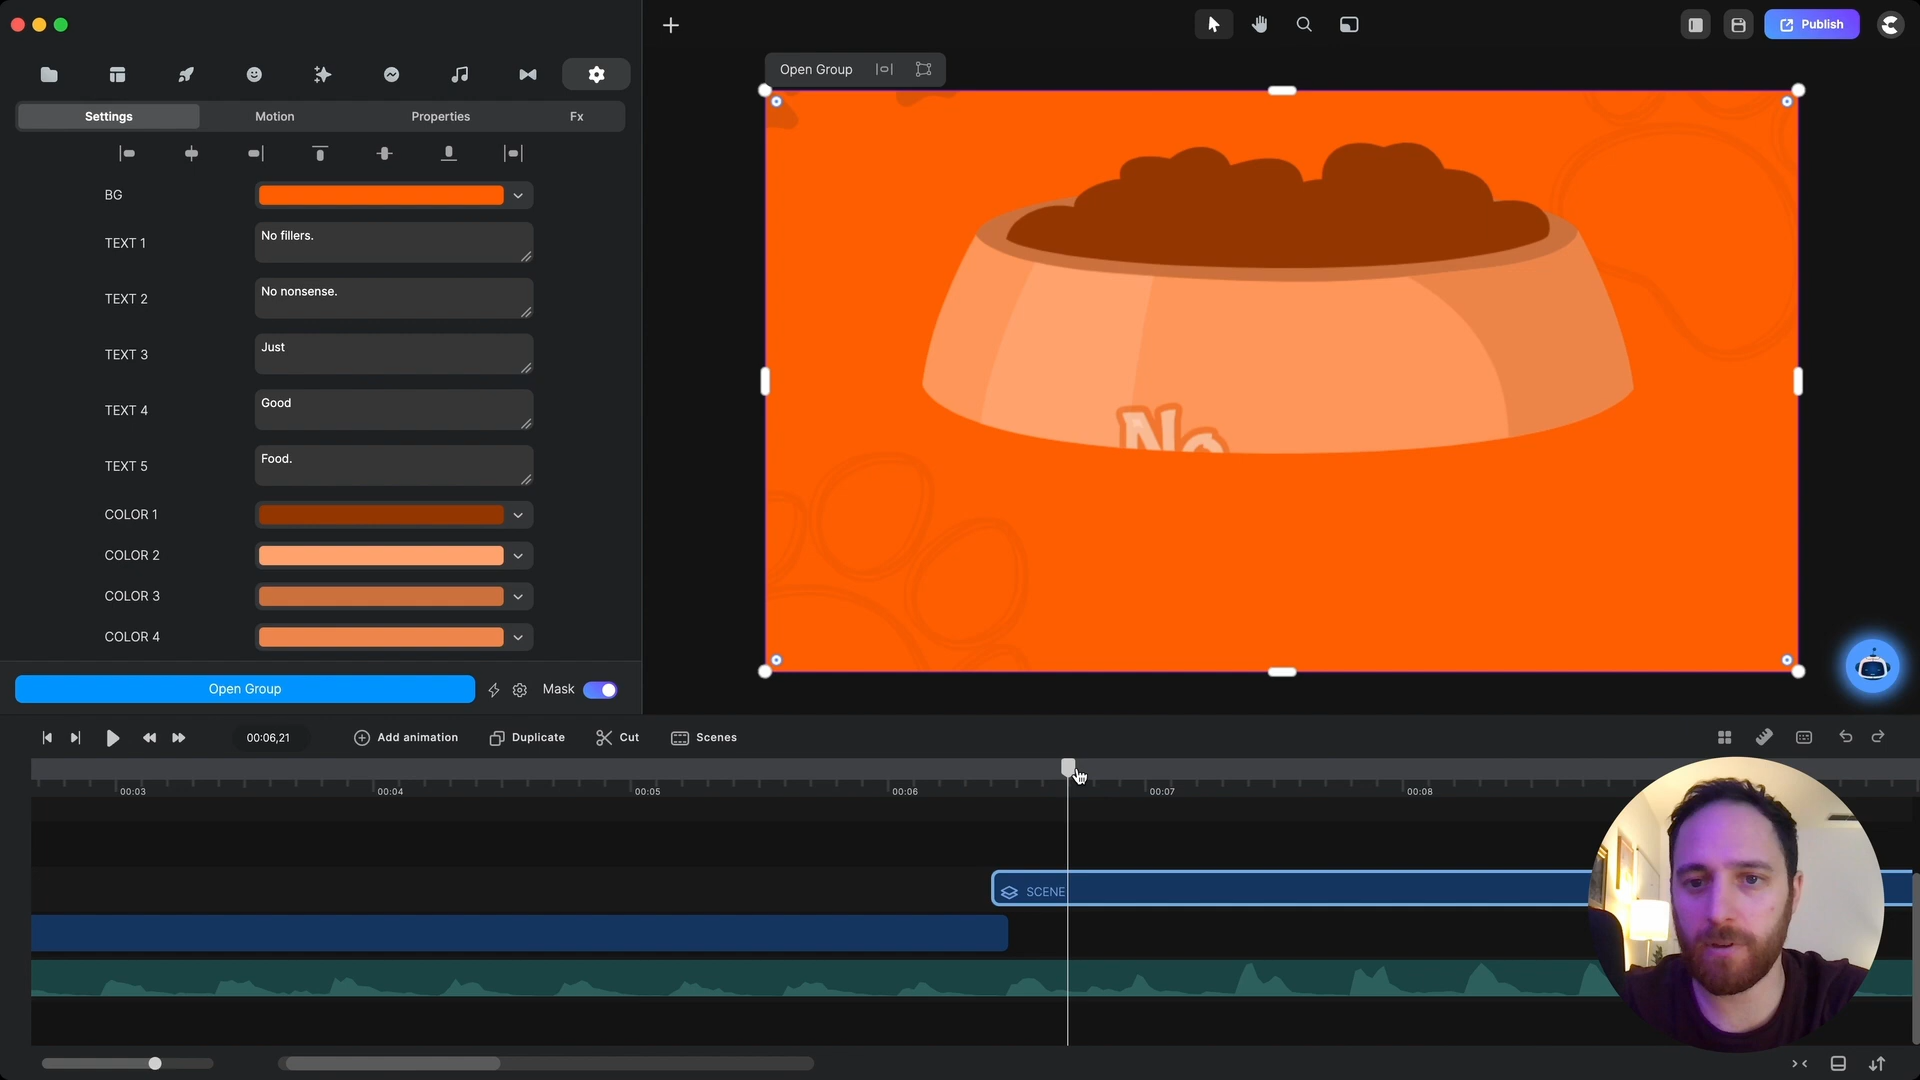 Publish
Open Group
Settings
Motion
Properties
Fx
BG
TEXT 1
No fillers.
TEXT 2
No nonsense.
TEXT 3
Just
TEXT 4
Good
TEXT 5
Food.
COLOR 1
COLOR 2
COLOR 3
COLOR 4
No
Open Group
Mask
00:06,21
Add animation
Duplicate
Cut
Scenes
00:03
00:04
00:05
00:06
00:07
00:08
SCENE